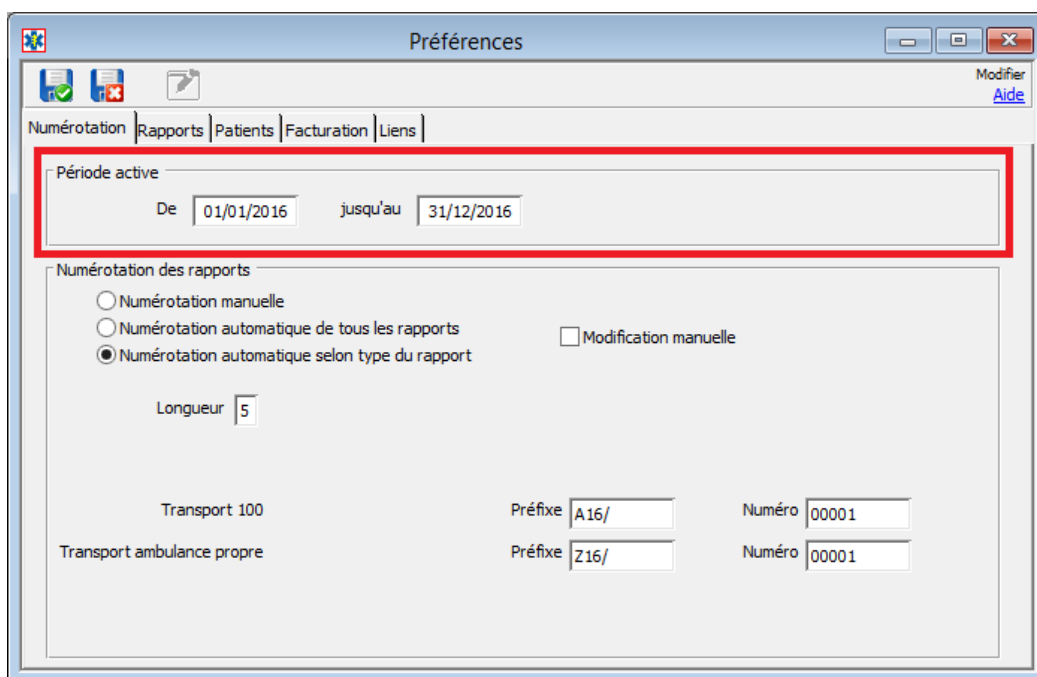 Préférences
Modifier
Aide
Numérotation Rapports Patients Facturation Liens
Période active
De 01/01/2016 jusqu'au 31/12/2016
Numérotation des rapports
Numérotation manuelle
Numérotation automatique de tous les rapports
Modification manuelle
Numérotation automatique selon type du rapport
Longueur 5
Transport 100 Préfixe A16/ Numéro 00001
Transport ambulance propre Préfixe Z16/ Numéro 00001